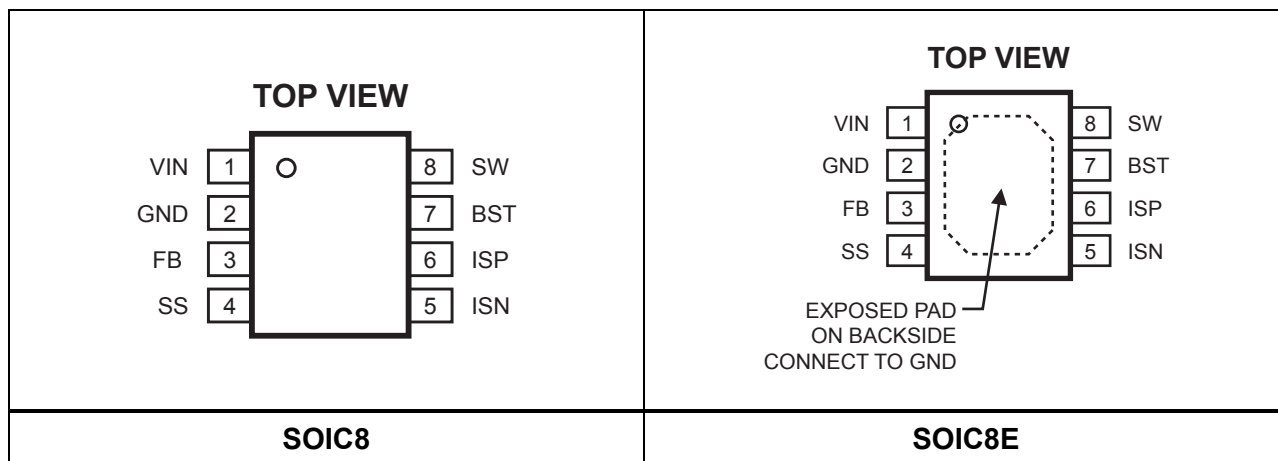 TOP VIEW
VIN 1 8 SW
GND 2 7 BST
FB 3 6 ISP
SS 4 5 ISN
SOIC8
TOP VIEW
VIN 1 8 SW
GND 2 7 BST
FB 3 6 ISP
SS 4 5 ISN
EXPOSED PAD
ON BACKSIDE
CONNECT TO GND
SOIC8E